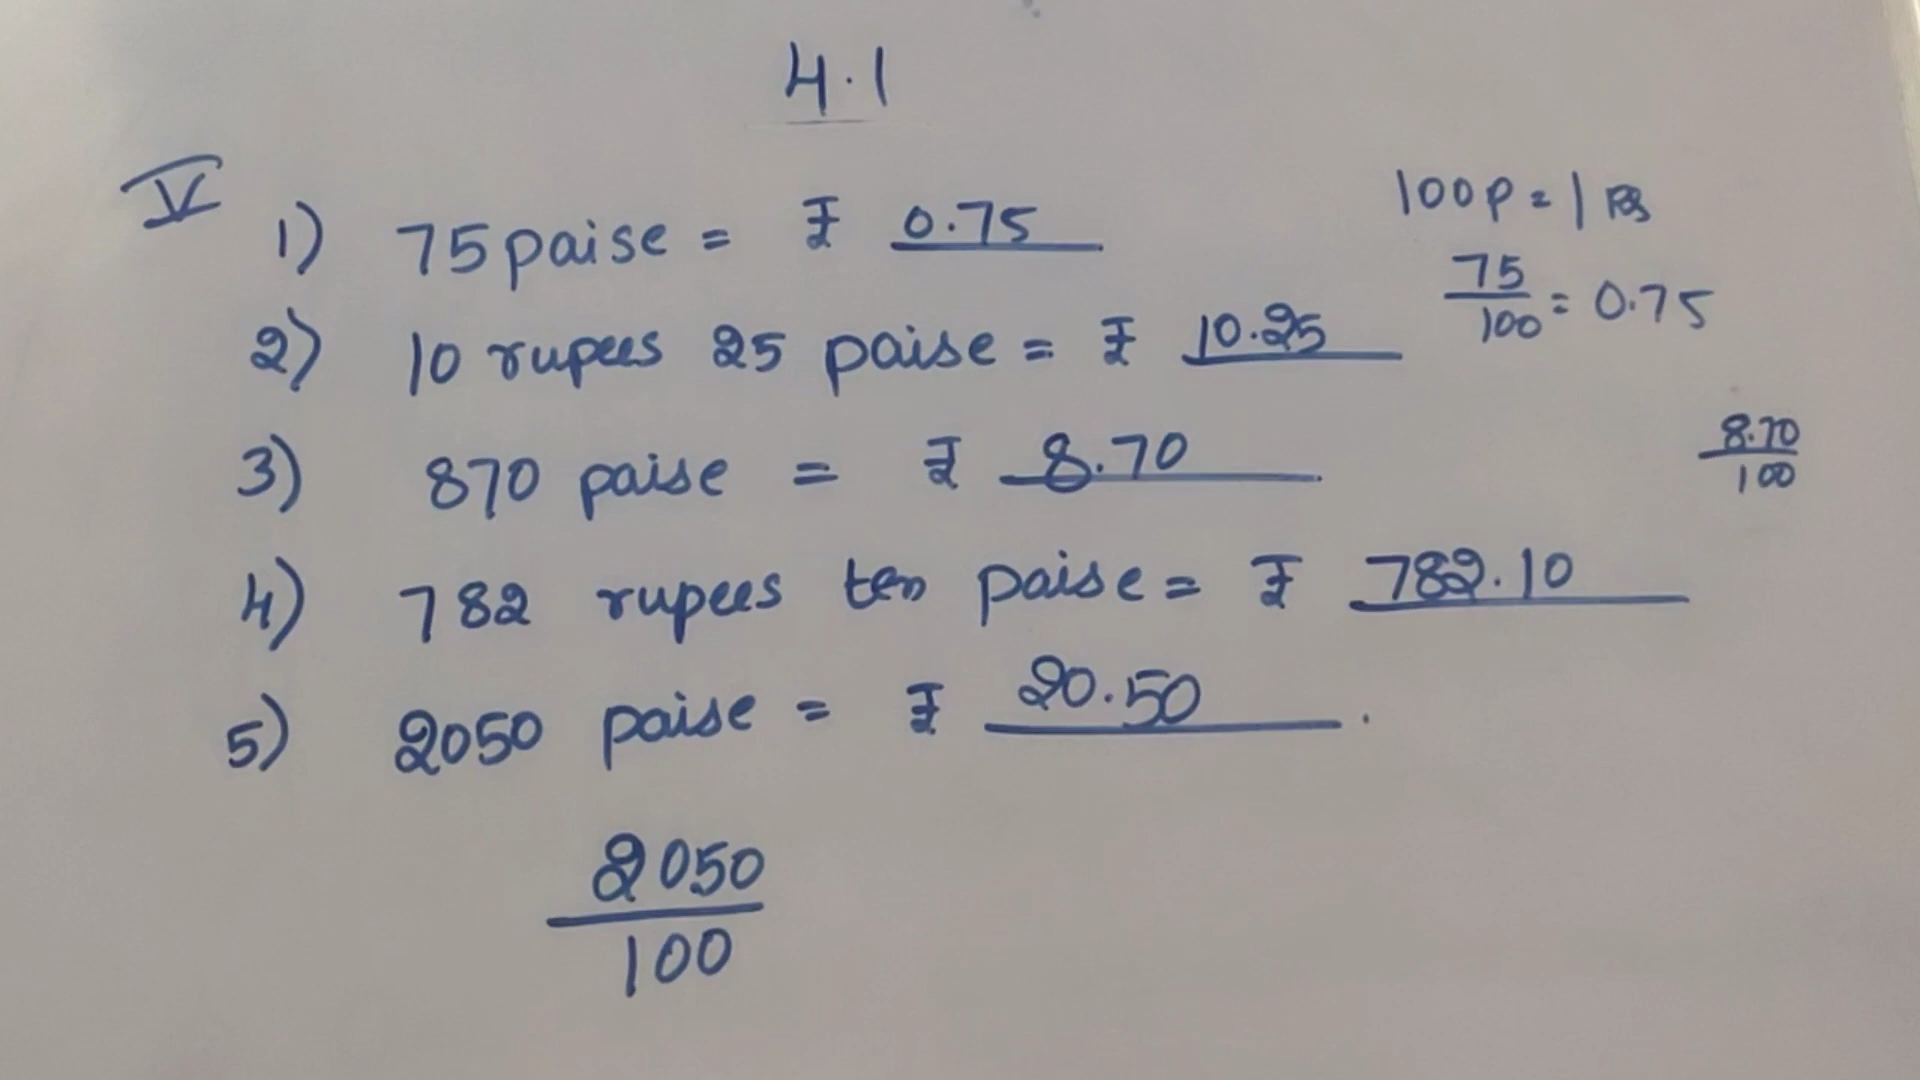 4.1
V
1) 75 paise = ₹ 0.75
100p = 1 Rs
75/100 = 0.75
2) 10 rupees 25 paise = ₹ 10.25
3) 870 paise = ₹ 8.70
8.70/100
4) 782 rupees ten paise = ₹ 782.10
5) 2050 paise = ₹ 20.50.
2050
100